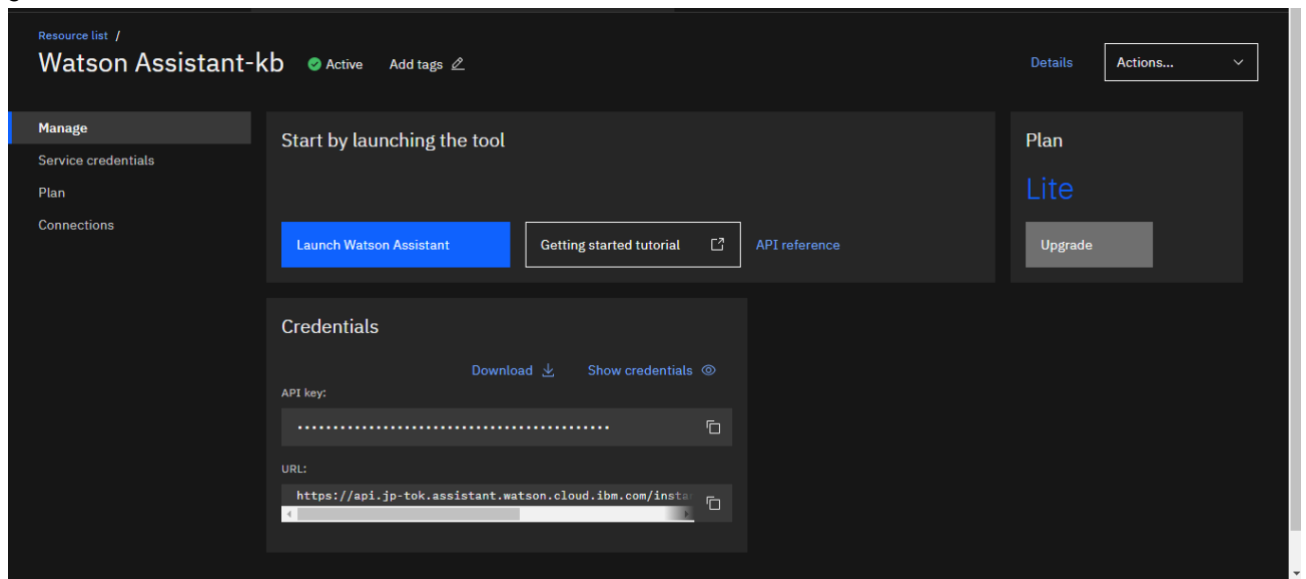 Resource list /
Watson Assistant-kb Active Add tags
Details Actions...
Manage
Service credentials
Plan
Connections
Start by launching the tool
Launch Watson Assistant Getting started tutorial API reference
Plan
Lite
Upgrade
Credentials
Download Show credentials
API key:
............................................
URL:
https://api.jp-tok.assistant.watson.cloud.ibm.com/insta